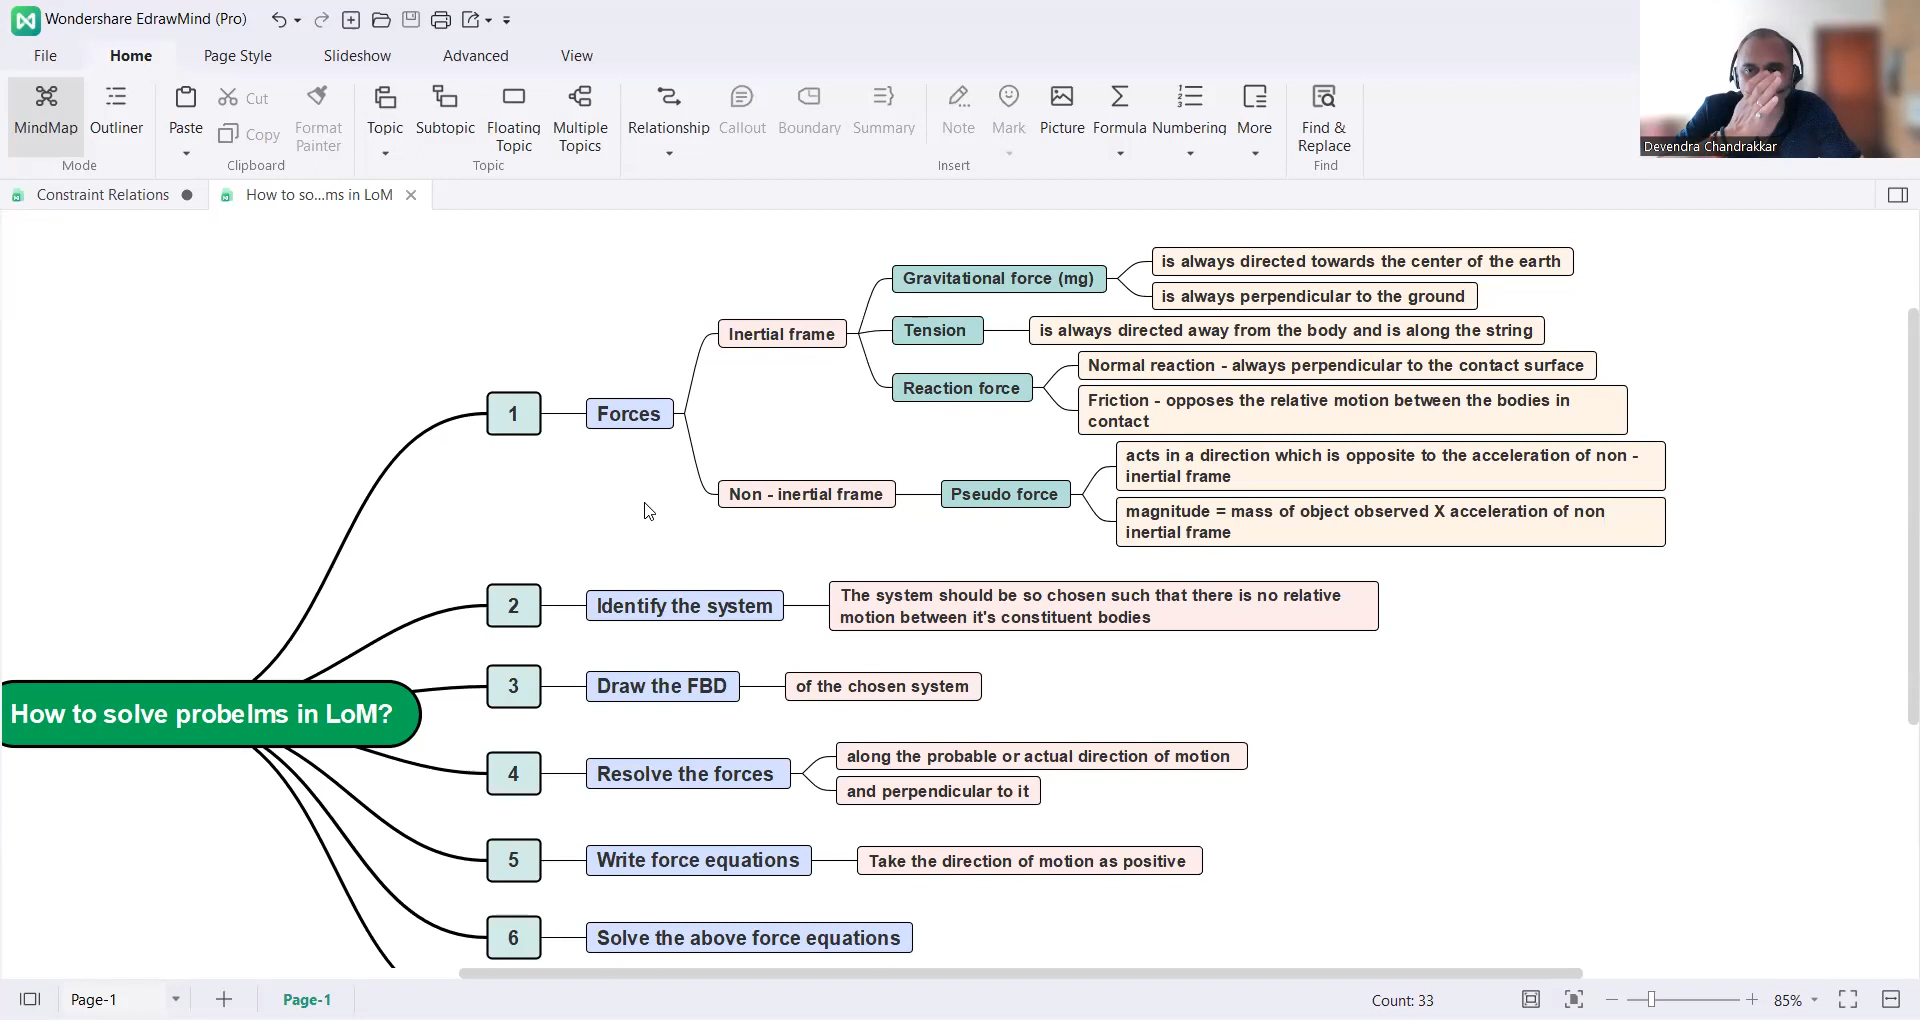 Wondershare EdrawMind (Pro)
File
Home
Page Style
Slideshow
Advanced
View
MindMap
Outliner
Mode
Paste
Cut
Copy
Format
Painter
Clipboard
Topic
Subtopic
Floating
Topic
Multiple
Topics
Topic
Relationship
Callout
Boundary
Summary
Note
Mark
Picture
Formula
Numbering
More
Insert
Find &
Replace
Find
Devendra Chandrakkar
Constraint Relations
How to so...ms in LoM
How to solve probelms in LoM?
1
Forces
Inertial frame
Gravitational force (mg)
is always directed towards the center of the earth
is always perpendicular to the ground
Tension
is always directed away from the body and is along the string
Reaction force
Normal reaction - always perpendicular to the contact surface
Friction - opposes the relative motion between the bodies in
contact
Non - inertial frame
Pseudo force
acts in a direction which is opposite to the acceleration of non -
inertial frame
magnitude = mass of object observed X acceleration of non
inertial frame
2
Identify the system
The system should be so chosen such that there is no relative
motion between it's constituent bodies
3
Draw the FBD
of the chosen system
4
Resolve the forces
along the probable or actual direction of motion
and perpendicular to it
5
Write force equations
Take the direction of motion as positive
6
Solve the above force equations
Page-1
Page-1
Count: 33
85%